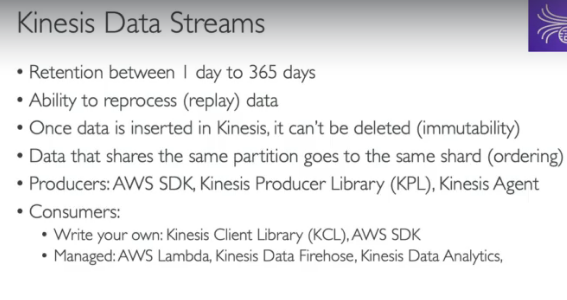 Kinesis Data Streams
• Retention between 1 day to 365 days
• Ability to reprocess (replay) data
• Once data is inserted in Kinesis, it can't be deleted (immutability)
• Data that shares the same partition goes to the same shard (ordering)
• Producers: AWS SDK, Kinesis Producer Library (KPL), Kinesis Agent
• Consumers:
• Write your own: Kinesis Client Library (KCL), AWS SDK
• Managed: AWS Lambda, Kinesis Data Firehose, Kinesis Data Analytics,